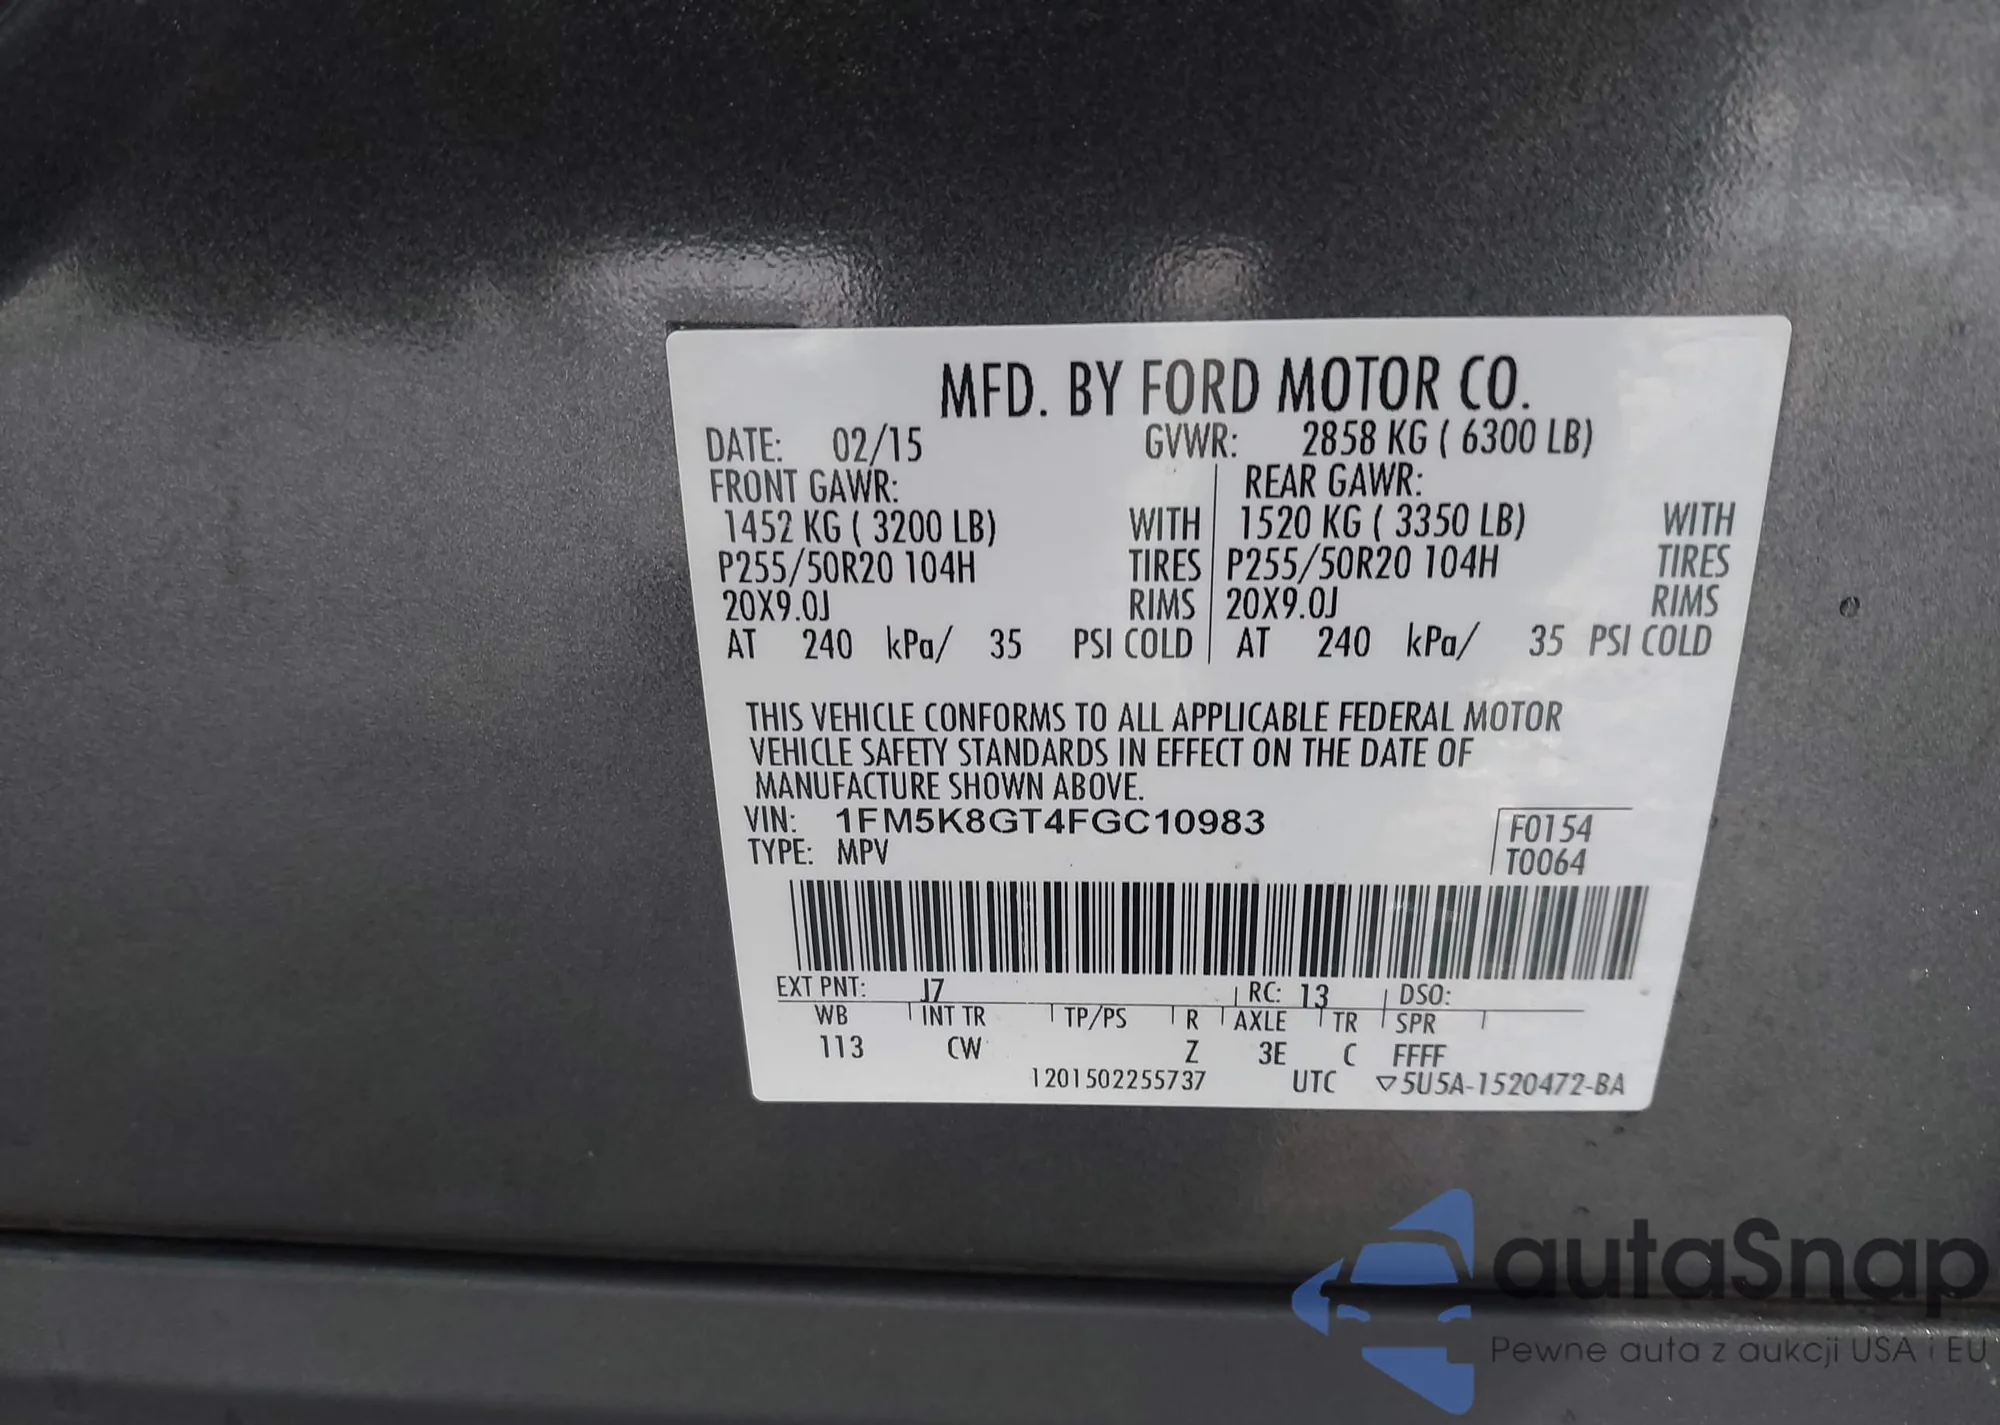 MFD. BY FORD MOTOR CO.
DATE: 02/15 GVWR: 2858 KG ( 6300 LB)
FRONT GAWR: REAR GAWR:
1452 KG ( 3200 LB) WITH 1520 KG ( 3350 LB) WITH
P255/50R20 104H TIRES P255/50R20 104H TIRES
20X9.0J RIMS 20X9.0J RIMS
AT 240 kPa/ 35 PSI COLD AT 240 kPa/ 35 PSI COLD
THIS VEHICLE CONFORMS TO ALL APPLICABLE FEDERAL MOTOR
VEHICLE SAFETY STANDARDS IN EFFECT ON THE DATE OF
MANUFACTURE SHOWN ABOVE.
VIN: 1FM5K8GT4FGC10983 F0154
TYPE: MPV T0064
EXT PNT: J7 RC: 13 DSO:
WB INT TR TP/PS R AXLE TR SPR
113 CW Z 3E C FFFF
1201502255737 UTC ▽5U5A-1520472-BA
autaSnap
Pewne auta z aukcji USA i EU